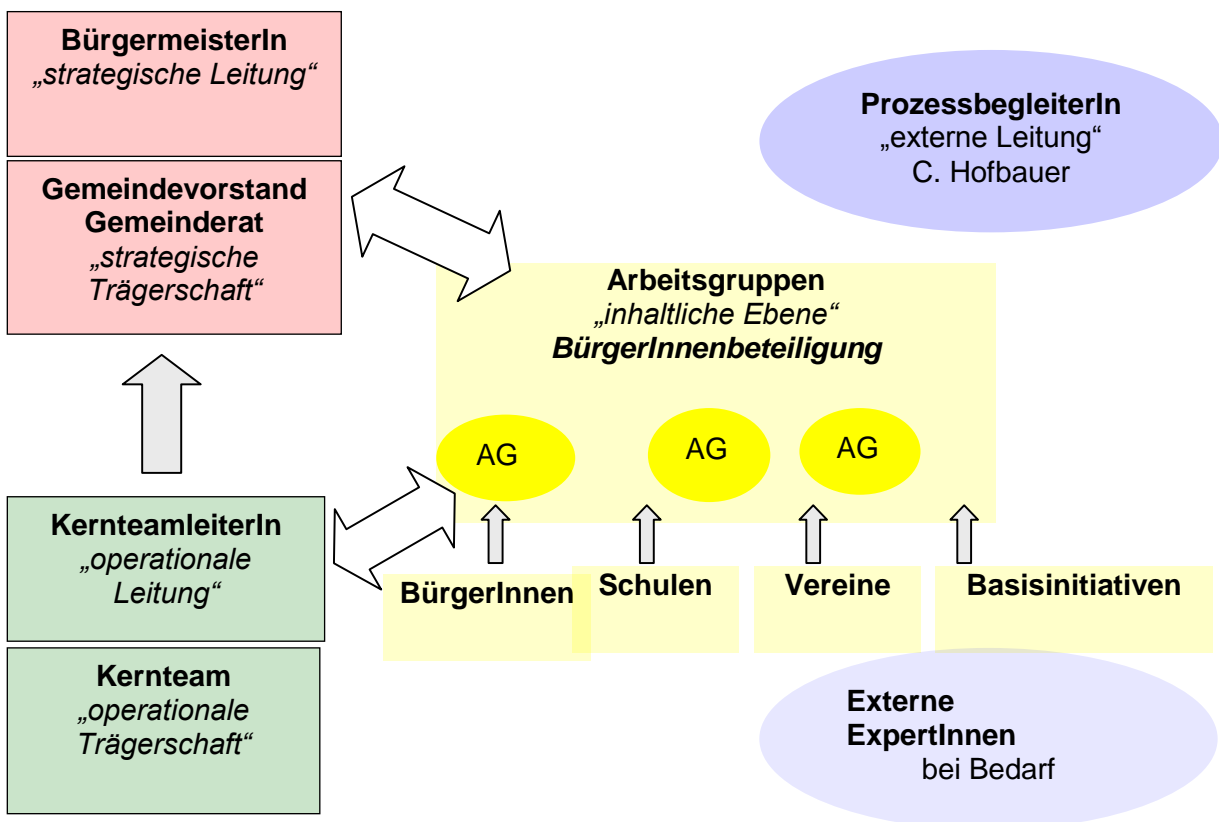 BürgermeisterIn
„strategische Leitung“
Gemeindevorstand
Gemeinderat
„strategische
Trägerschaft“
ProzessbegleiterIn
„externe Leitung“
C. Hofbauer
Arbeitsgruppen
„inhaltliche Ebene“
BürgerInnenbeteiligung
AG
AG
AG
KernteamleiterIn
„operationale
Leitung“
Kernteam
„operationale
Trägerschaft“
BürgerInnen
Schulen
Vereine
Basisinitiativen
Externe
ExpertInnen
bei Bedarf